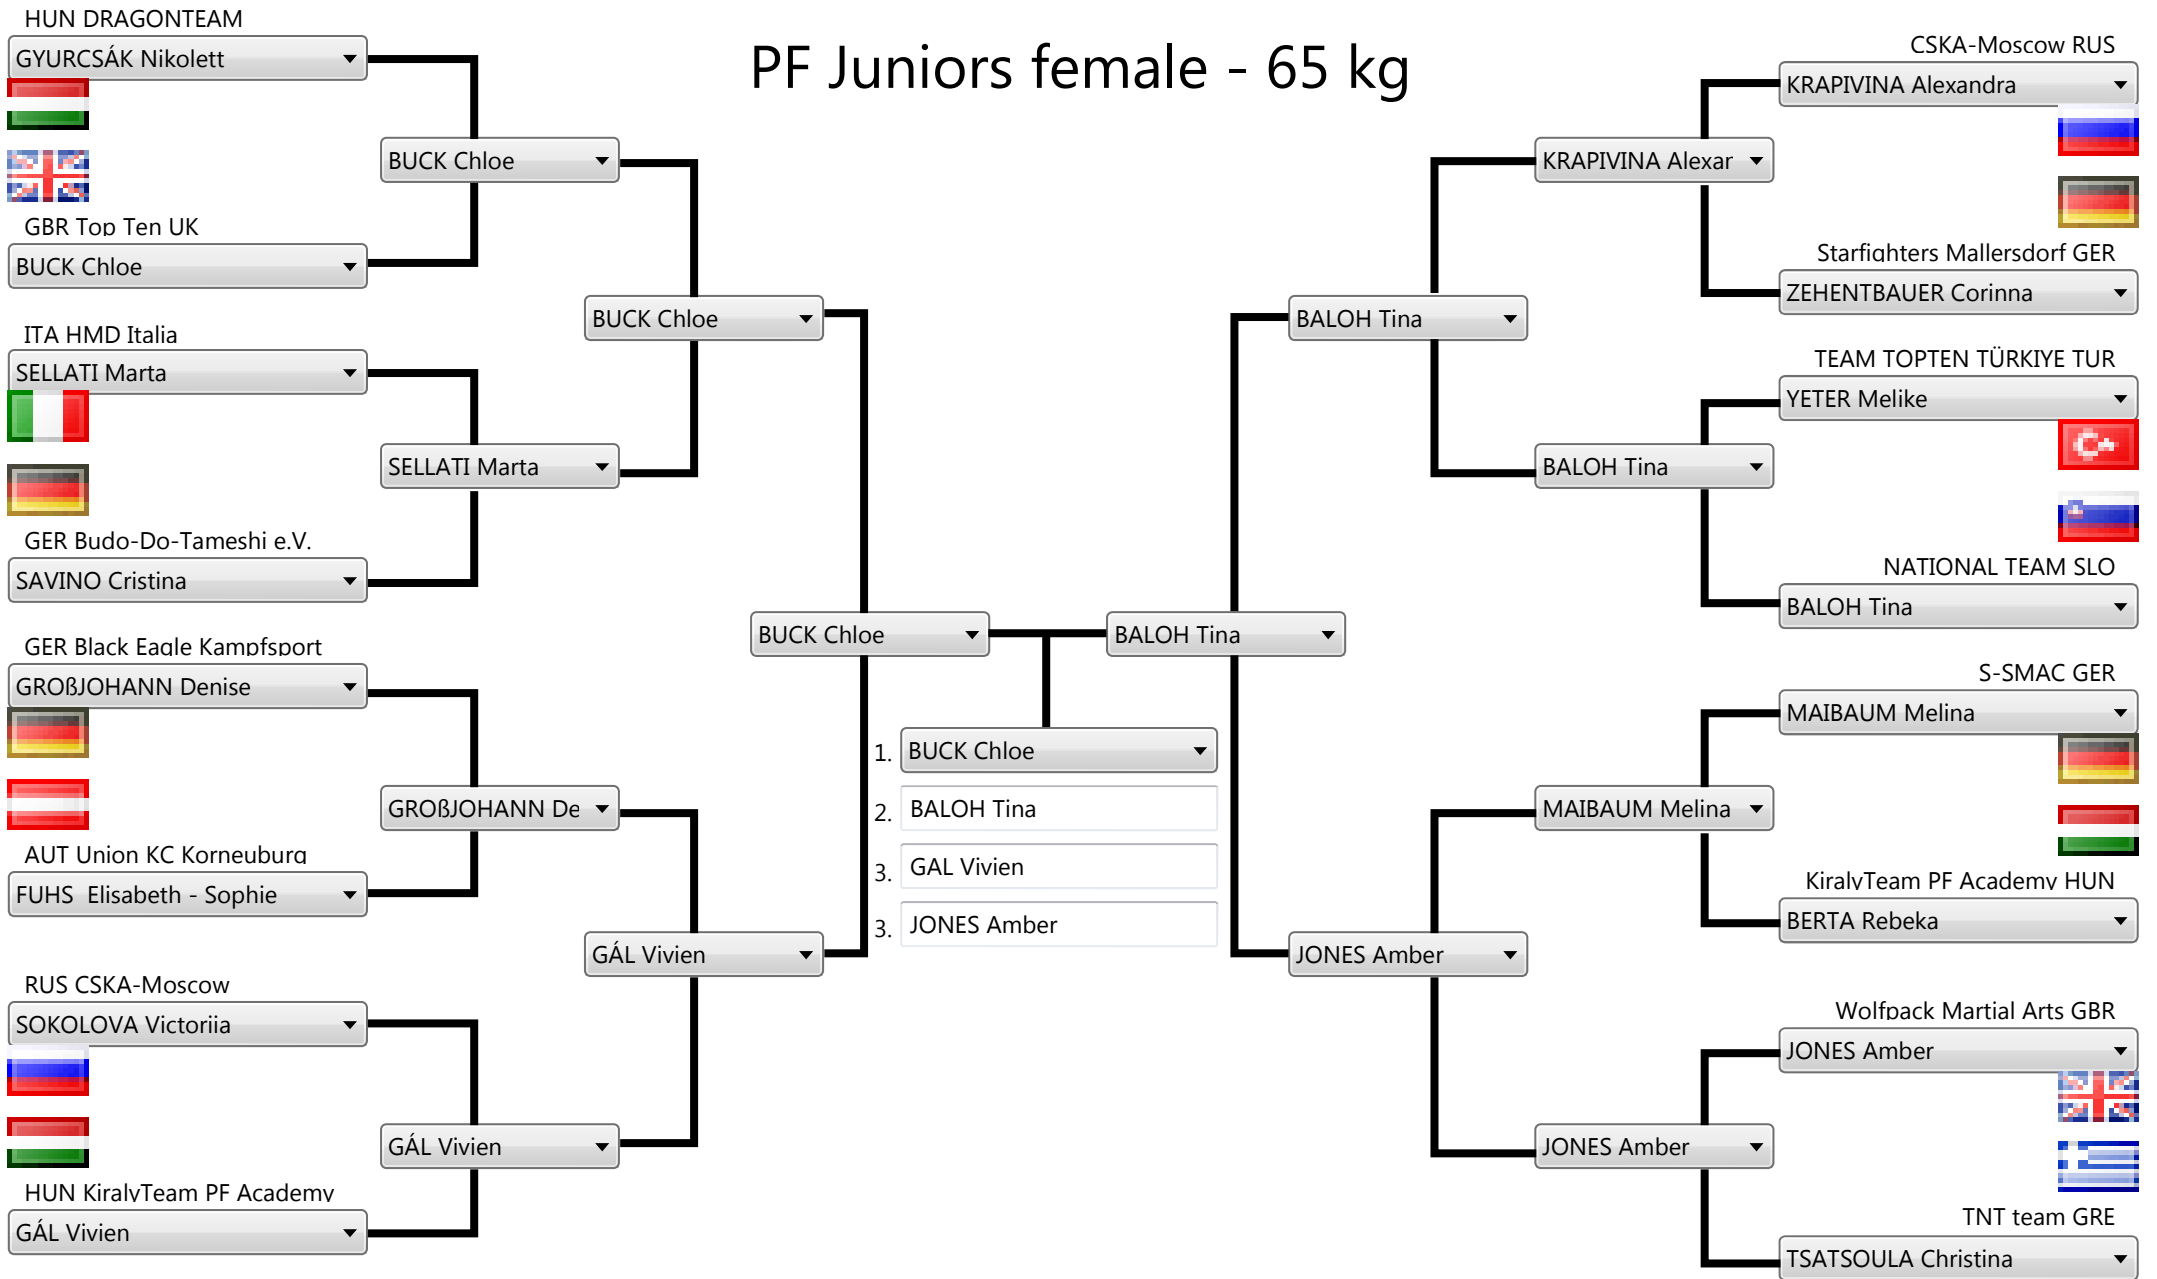 PF Juniors female - 65 kg
HUN DRAGONTEAM
GYURCSÁK Nikolett
GBR Top Ten UK
BUCK Chloe
ITA HMD Italia
SELLATI Marta
GER Budo-Do-Tameshi e.V.
SAVINO Cristina
GER Black Eagle Kampfsport
GROßJOHANN Denise
AUT Union KC Korneuburg
FUHS  Elisabeth - Sophie
RUS CSKA-Moscow
SOKOLOVA Victoriia
HUN KiralyTeam PF Academy
GÁL Vivien
BUCK Chloe
SELLATI Marta
GROßJOHANN De
GÁL Vivien
BUCK Chloe
GÁL Vivien
BUCK Chloe
BALOH Tina
1. BUCK Chloe
2. BALOH Tina
3. GAL Vivien
3. JONES Amber
BALOH Tina
JONES Amber
KRAPIVINA Alexar
BALOH Tina
MAIBAUM Melina
JONES Amber
CSKA-Moscow RUS
KRAPIVINA Alexandra
Starfighters Mallersdorf GER
ZEHENTBAUER Corinna
TEAM TOPTEN TÜRKIYE TUR
YETER Melike
NATIONAL TEAM SLO
BALOH Tina
S-SMAC GER
MAIBAUM Melina
KiralyTeam PF Academy HUN
BERTA Rebeka
Wolfpack Martial Arts GBR
JONES Amber
TNT team GRE
TSATSOULA Christina